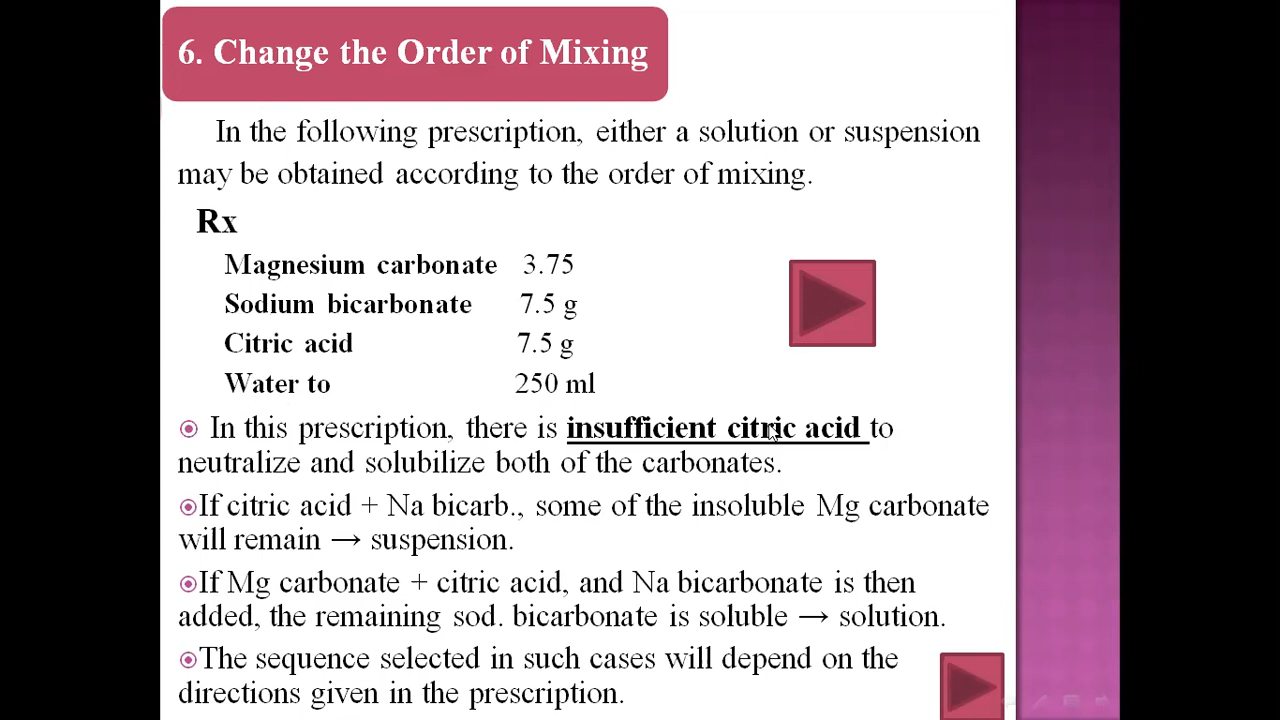 6. Change the Order of Mixing
In the following prescription, either a solution or suspension
may be obtained according to the order of mixing.
Rx
Magnesium carbonate 3.75
Sodium bicarbonate 7.5 g
Citric acid 7.5 g
Water to 250 ml
In this prescription, there is insufficient citric acid to
neutralize and solubilize both of the carbonates.
If citric acid + Na bicarb., some of the insoluble Mg carbonate
will remain → suspension.
If Mg carbonate + citric acid, and Na bicarbonate is then
added, the remaining sod. bicarbonate is soluble → solution.
The sequence selected in such cases will depend on the
directions given in the prescription.